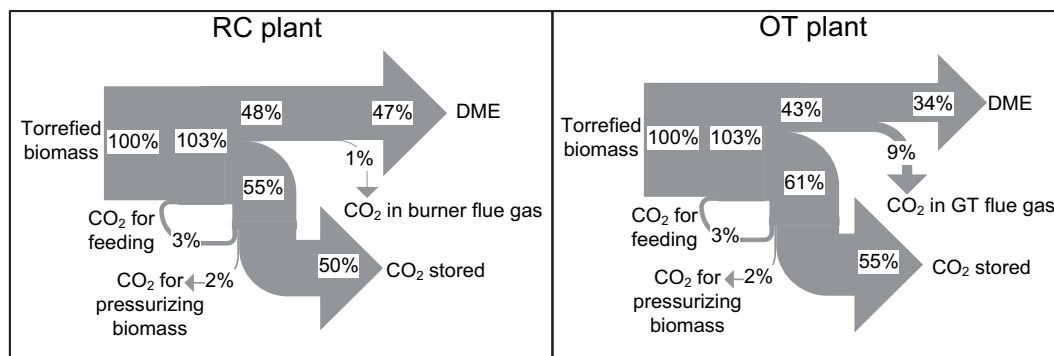 RC plant
48%
47%
DME
Torrefied
biomass
100%
103%
1%
55%
CO₂ in burner flue gas
CO₂ for
feeding
3%
50%
CO₂ stored
CO₂ for
pressurizing
biomass
2%
OT plant
43%
34%
DME
Torrefied
biomass
100%
103%
9%
61%
CO₂ in GT flue gas
CO₂ for
feeding
3%
55%
CO₂ stored
CO₂ for
pressurizing
biomass
2%